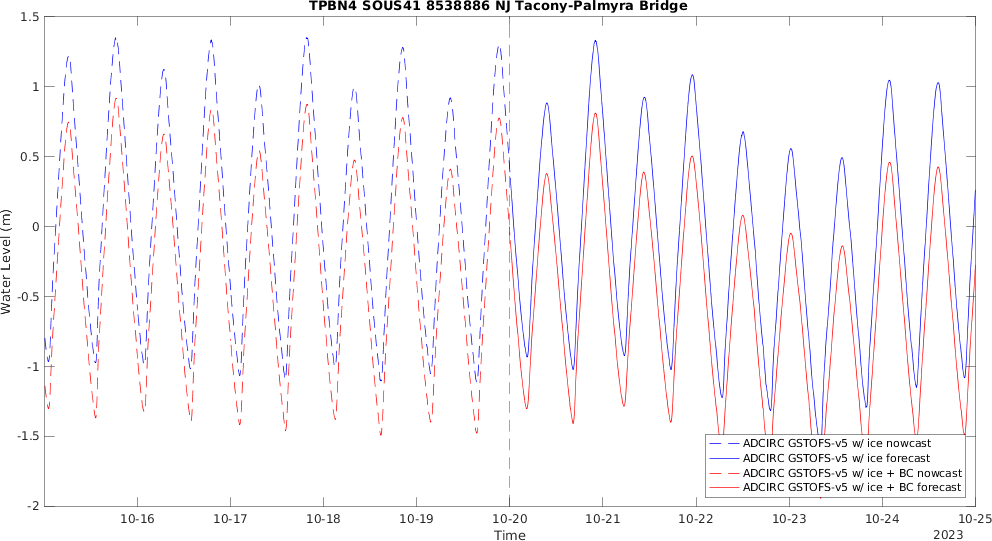 TPBN4 SOUS41 8538886 NJ Tacony-Palmyra Bridge
1.5
1
0.5
0
-0.5
-1
-1.5
-2
Water Level (m)
10-16
10-17
10-18
10-19
10-20
10-21
10-22
10-23
10-24
10-25
Time
2023
ADCIRC GSTOFS-v5 w/ ice nowcast
ADCIRC GSTOFS-v5 w/ ice forecast
ADCIRC GSTOFS-v5 w/ ice + BC nowcast
ADCIRC GSTOFS-v5 w/ ice + BC forecast